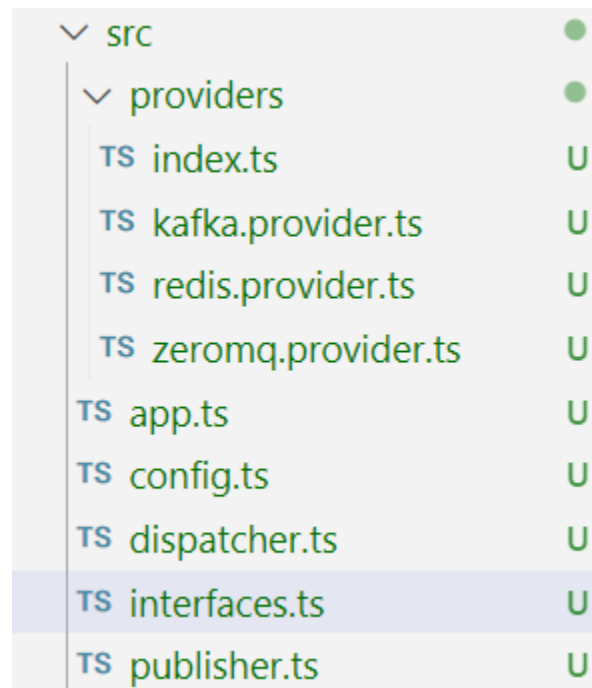 src
providers
TS index.ts U
TS kafka.provider.ts U
TS redis.provider.ts U
TS zeromq.provider.ts U
TS app.ts U
TS config.ts U
TS dispatcher.ts U
TS interfaces.ts U
TS publisher.ts U